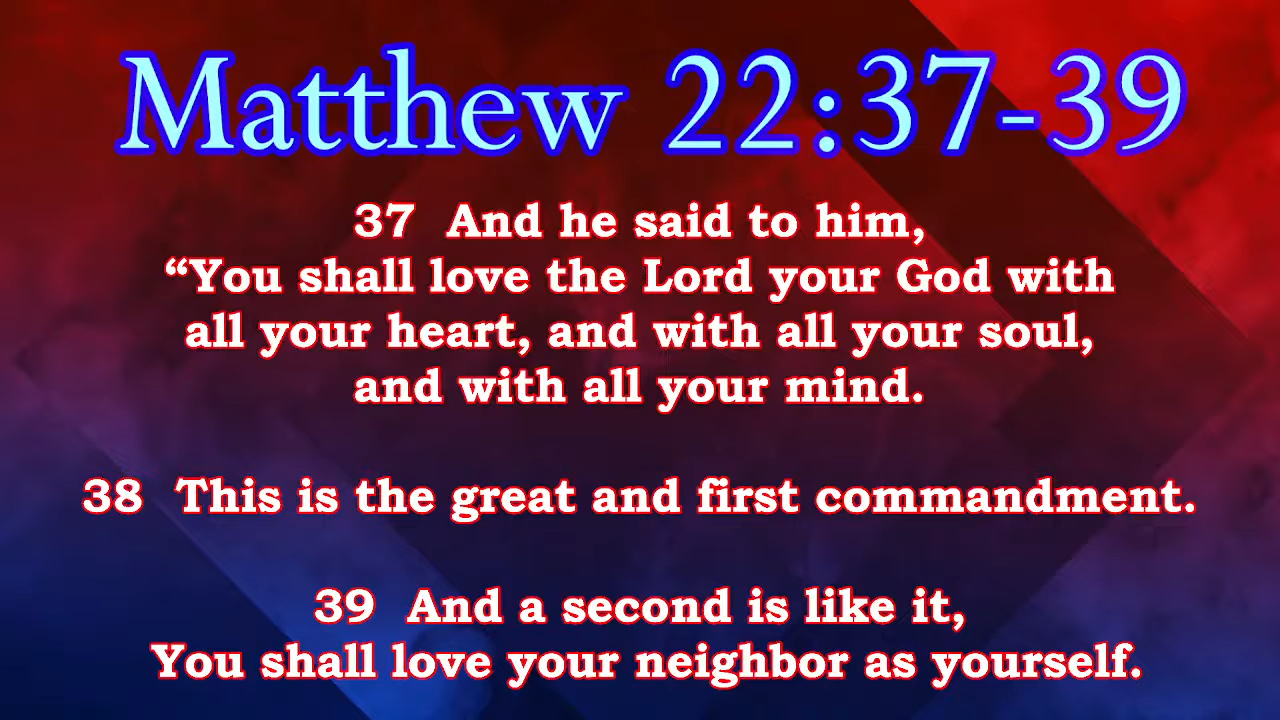 Matthew 22:37-39
37 And he said to him,
“You shall love the Lord your God with
all your heart, and with all your soul,
and with all your mind.
38 This is the great and first commandment.
39 And a second is like it,
You shall love your neighbor as yourself.